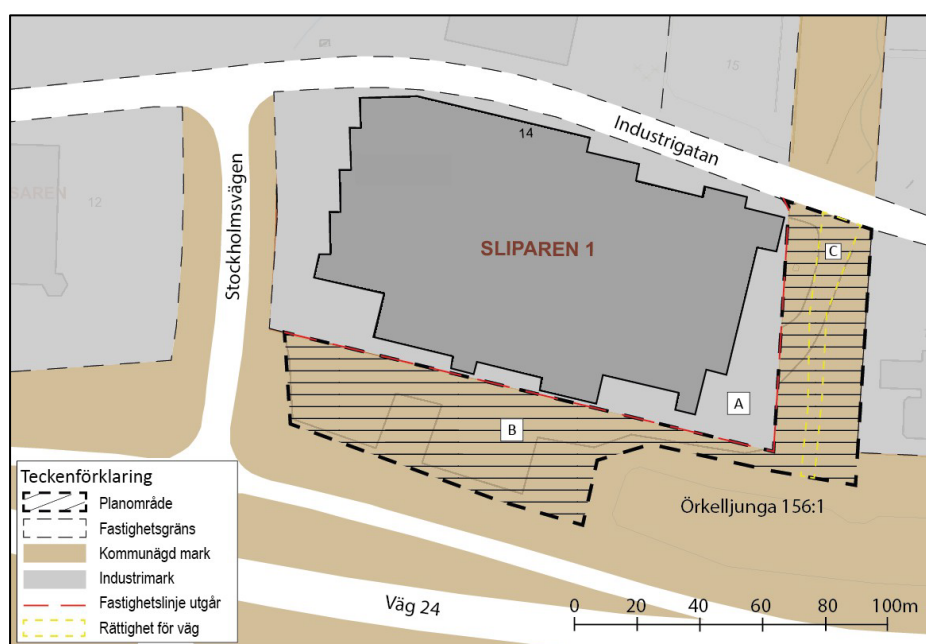 15
14
Industrigatan
BAREN
12
Stockholmsvägen
SLIPAREN 1
C
A
B
Teckenförklaring
Planområde
Fastighetsgräns
Kommunägd mark
Industrimark
Fastighetslinje utgår
Rättighet för väg
Örkelljunga 156:1
Väg 24
0 20 40 60 80 100m